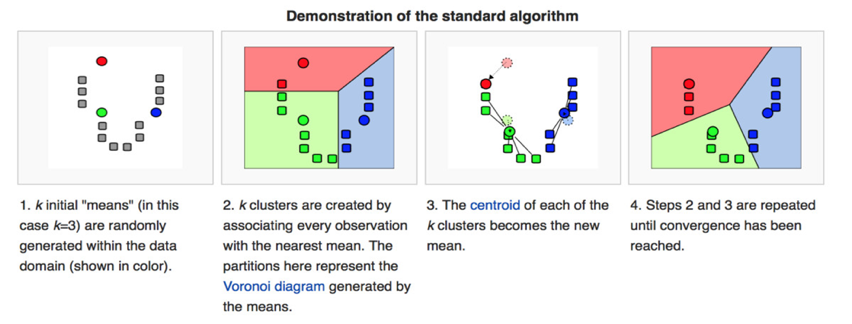 Demonstration of the standard algorithm
1. k initial "means" (in this
case k=3) are randomly
generated within the data
domain (shown in color).
2. k clusters are created by
associating every observation
with the nearest mean. The
partitions here represent the
Voronoi diagram generated by
the means.
3. The centroid of each of the
k clusters becomes the new
mean.
4. Steps 2 and 3 are repeated
until convergence has been
reached.